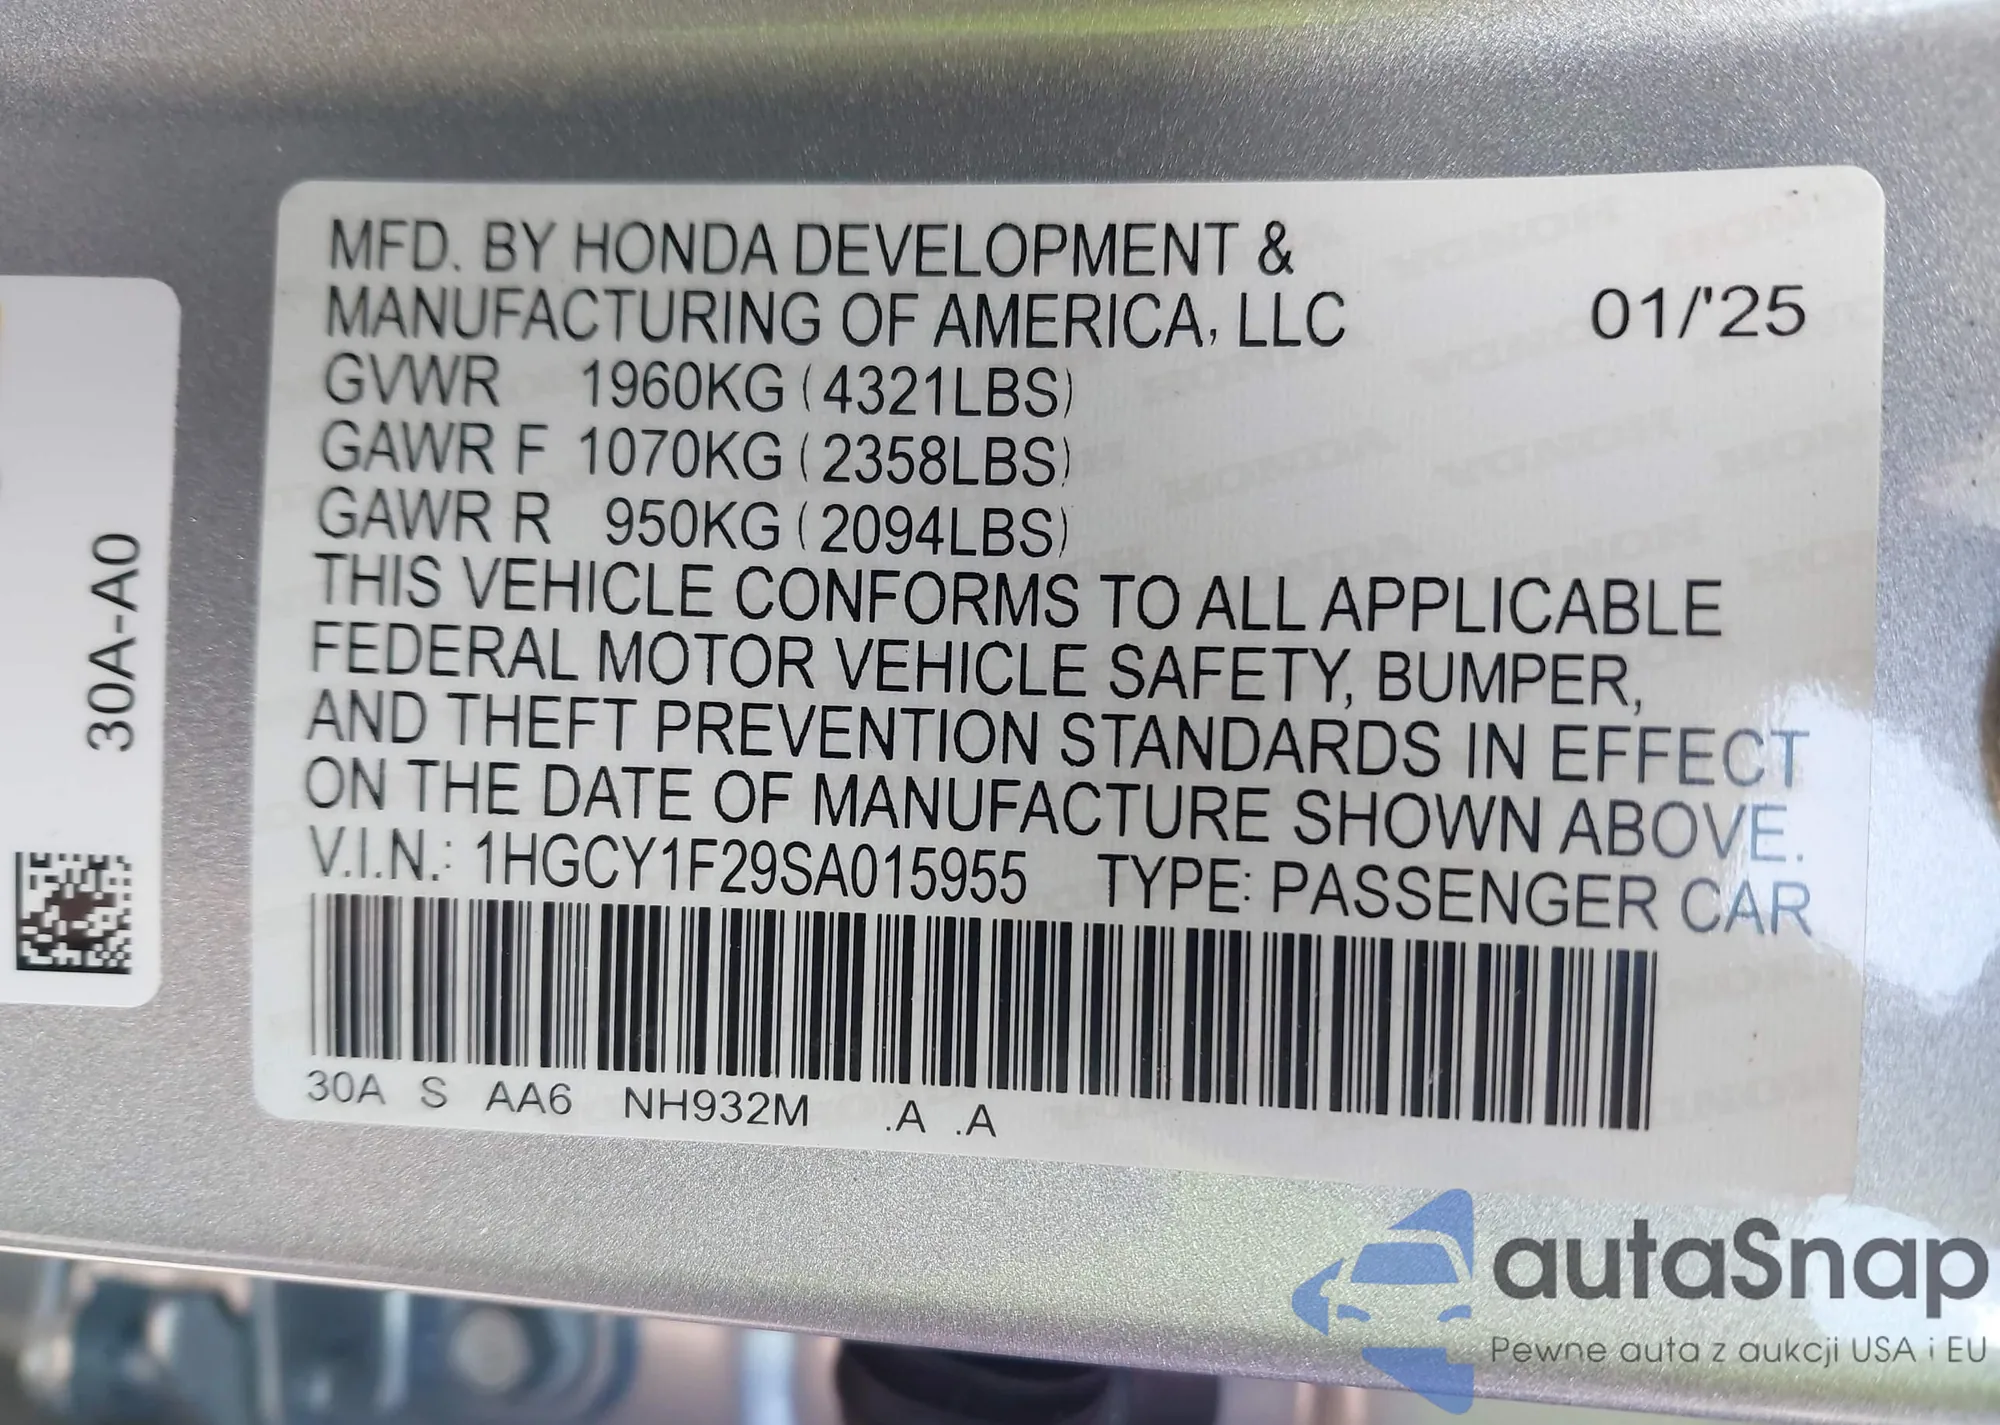 MFD. BY HONDA DEVELOPMENT &
MANUFACTURING OF AMERICA, LLC 01/'25
GVWR 1960KG (4321LBS)
GAWR F 1070KG (2358LBS)
GAWR R 950KG (2094LBS)
THIS VEHICLE CONFORMS TO ALL APPLICABLE
FEDERAL MOTOR VEHICLE SAFETY, BUMPER,
AND THEFT PREVENTION STANDARDS IN EFFECT
ON THE DATE OF MANUFACTURE SHOWN ABOVE.
V.I.N.: 1HGCY1F29SA015955 TYPE: PASSENGER CAR
30A S AA6 NH932M .A .A
30A-A0
autaSnap
Pewne auta z aukcji USA i EU